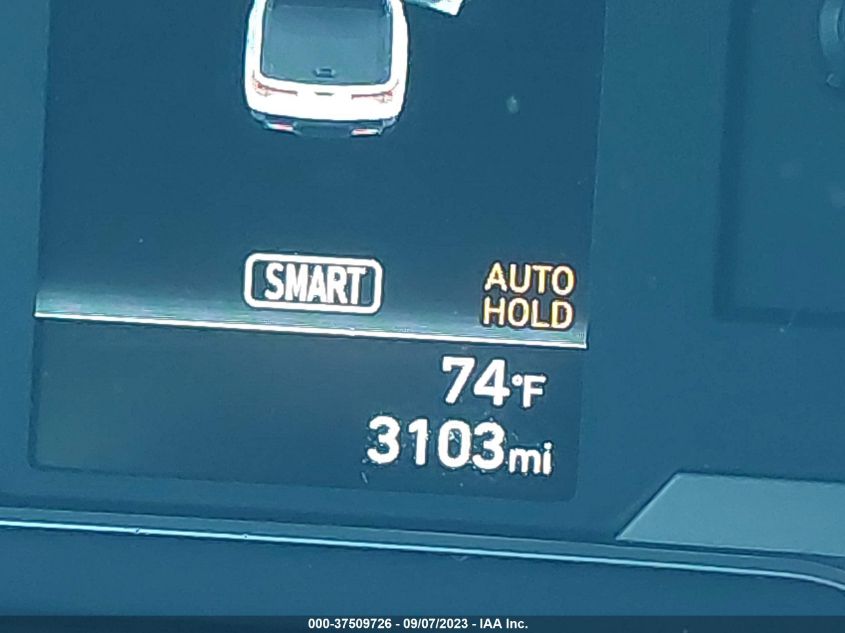 SMART
AUTO
HOLD
74°F
3103mi
000-37509726 - 09/07/2023 - IAA Inc.